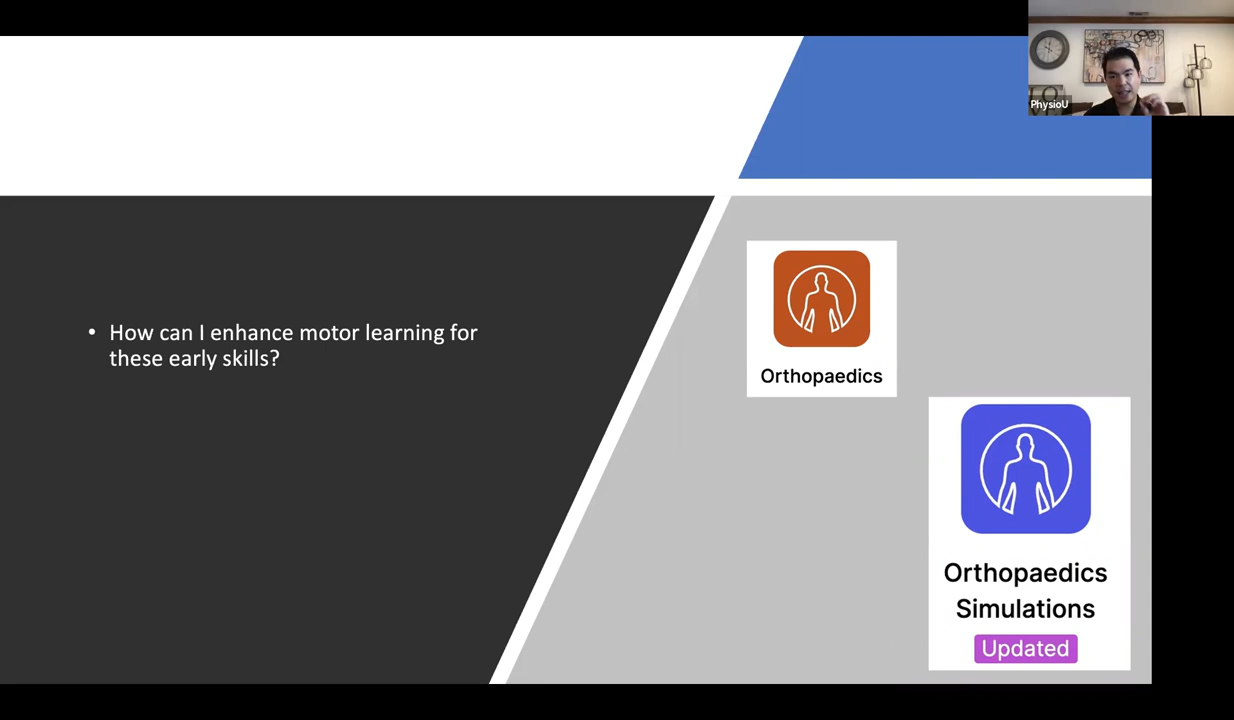 PhysioU
• How can I enhance motor learning for
these early skills?
Orthopaedics
Orthopaedics
Simulations
Updated